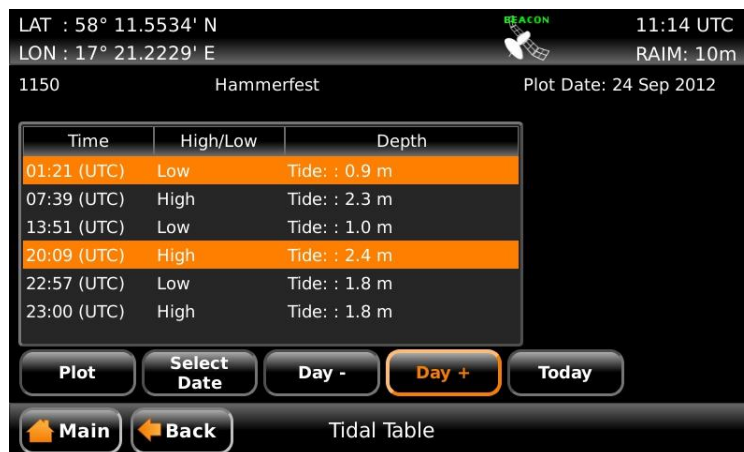 LAT : 58° 11.5534' N
BEACON
11:14 UTC
LON : 17° 21.2229' E
RAIM: 10m
1150 Hammerfest Plot Date: 24 Sep 2012
Time High/Low Depth
01:21 (UTC) Low Tide: : 0.9 m
07:39 (UTC) High Tide: : 2.3 m
13:51 (UTC) Low Tide: : 1.0 m
20:09 (UTC) High Tide: : 2.4 m
22:57 (UTC) Low Tide: : 1.8 m
23:00 (UTC) High Tide: : 1.8 m
Plot Select Date Day - Day + Today
Main Back Tidal Table